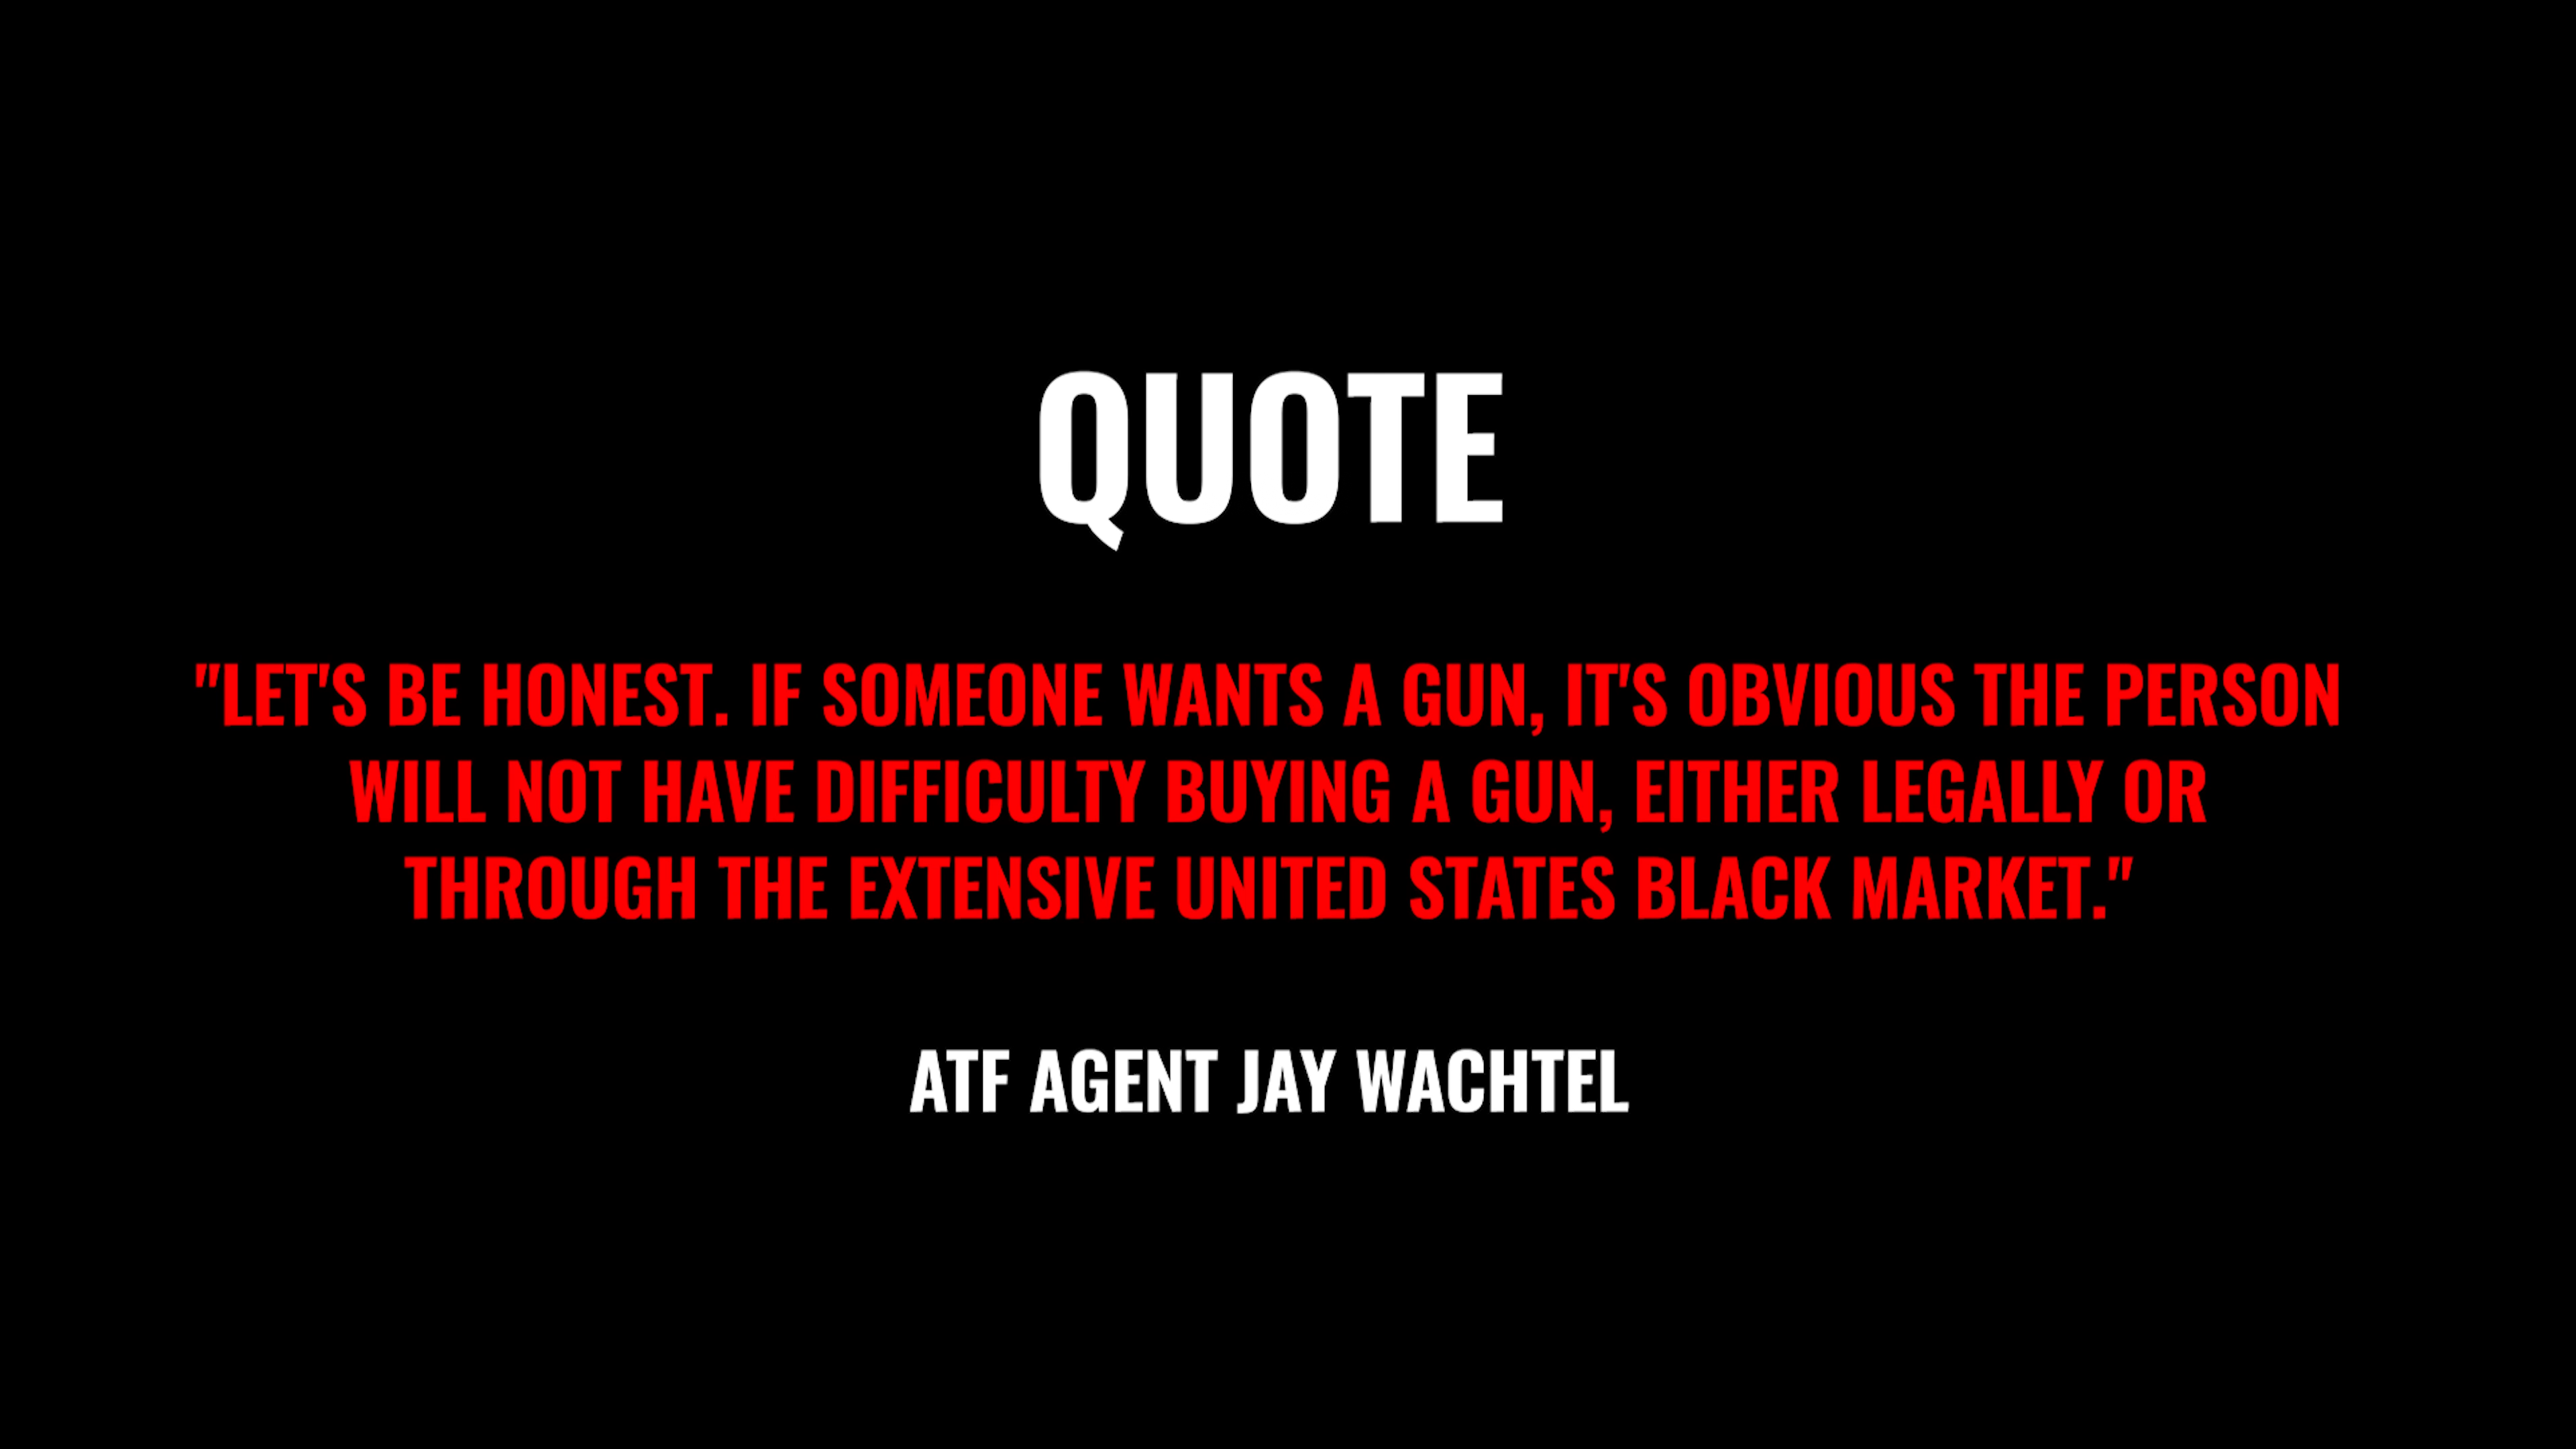 QUOTE
"LET'S BE HONEST. IF SOMEONE WANTS A GUN, IT'S OBVIOUS THE PERSON
WILL NOT HAVE DIFFICULTY BUYING A GUN, EITHER LEGALLY OR
THROUGH THE EXTENSIVE UNITED STATES BLACK MARKET."
ATF AGENT JAY WACHTEL